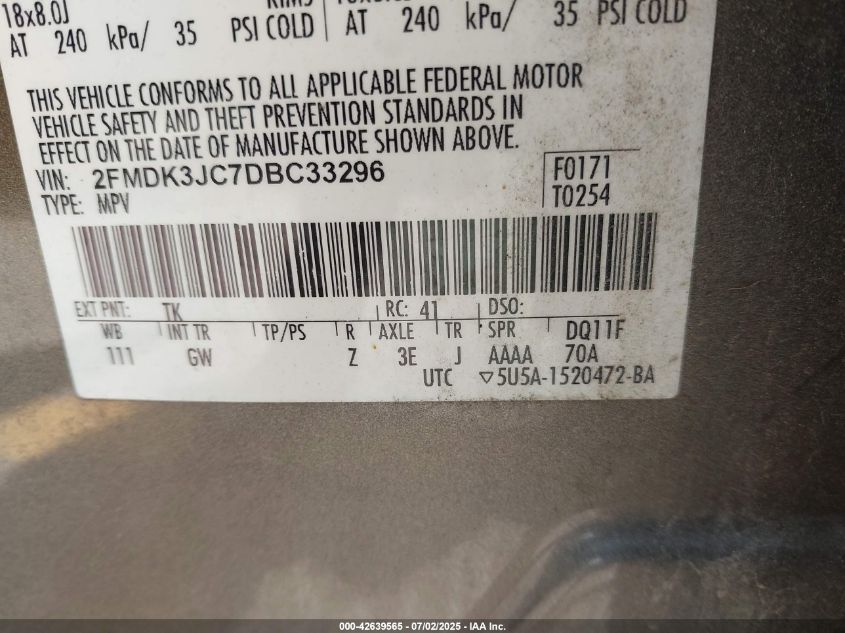 18x8.0J RIMS
AT 240 kPa/ 35 PSI COLD AT 240 kPa/ 35 PSI COLD
THIS VEHICLE CONFORMS TO ALL APPLICABLE FEDERAL MOTOR
VEHICLE SAFETY AND THEFT PREVENTION STANDARDS IN
EFFECT ON THE DATE OF MANUFACTURE SHOWN ABOVE.
VIN: 2FMDK3JC7DBC33296 F0171
TYPE: MPV T0254
EXT PNT: TK RC: 41 DSO:
WB INT TR TP/PS R AXLE TR SPR DQ11F
111 GW Z 3E J AAAA 70A
UTC ▽5U5A-1520472-BA
000-42639565 - 07/02/2025 - IAA Inc.